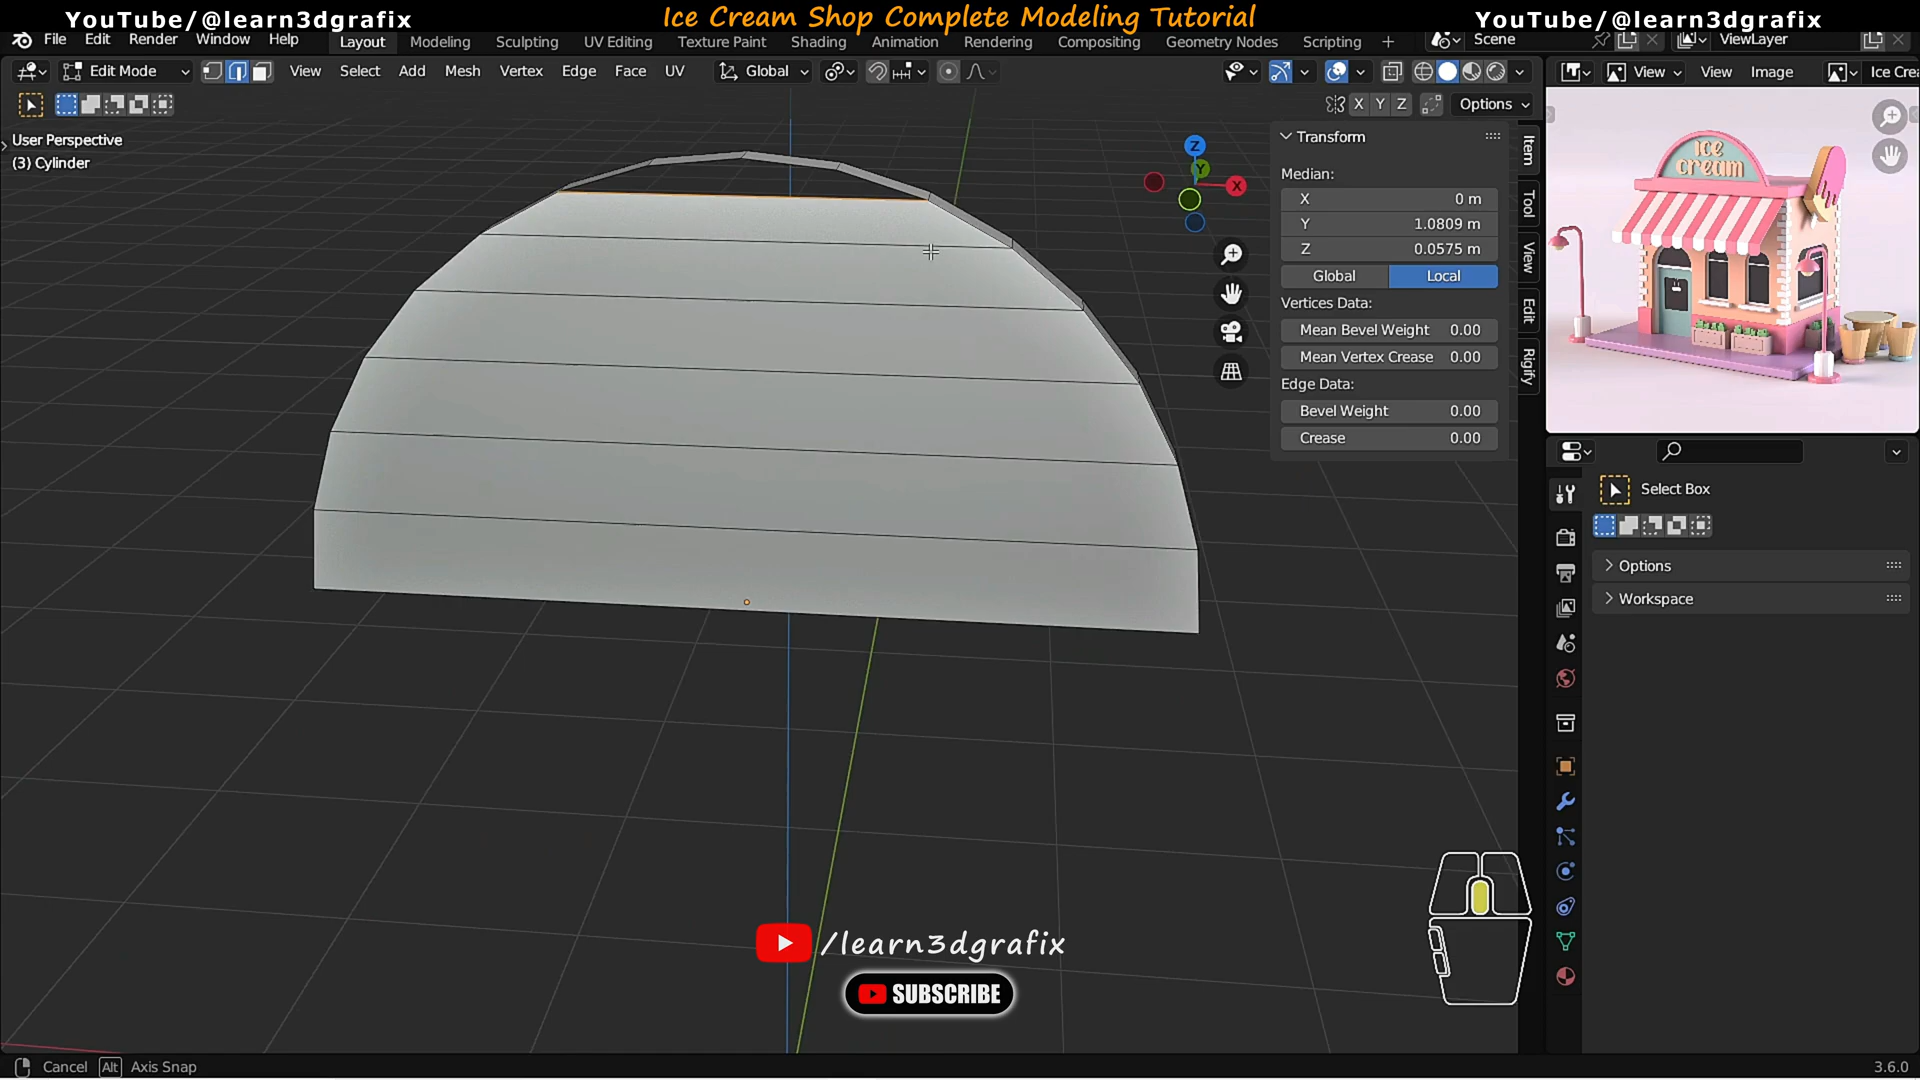 YouTube/@learn3dgrafix
Ice Cream Shop Complete Modeling Tutorial
YouTube/@learn3dgrafix
File Edit Render Window Help
Layout Modeling Sculpting UV Editing Texture Paint Shading Animation Rendering Compositing Geometry Nodes Scripting +
Scene
ViewLayer
Edit Mode
View Select Add Mesh Vertex Edge Face UV
Global
View View Image Ice Crea
X Y Z
Options
User Perspective
(3) Cylinder
Z
Y
X
Transform
Median:
X 0 m
Y 1.0809 m
Z 0.0575 m
Global Local
Vertices Data:
Mean Bevel Weight 0.00
Mean Vertex Crease 0.00
Edge Data:
Bevel Weight 0.00
Crease 0.00
Item
Tool
View
Edit
Rigify
ICE
cream
Select Box
Options
Workspace
/learn3dgrafix
SUBSCRIBE
Cancel Alt Axis Snap
3.6.0